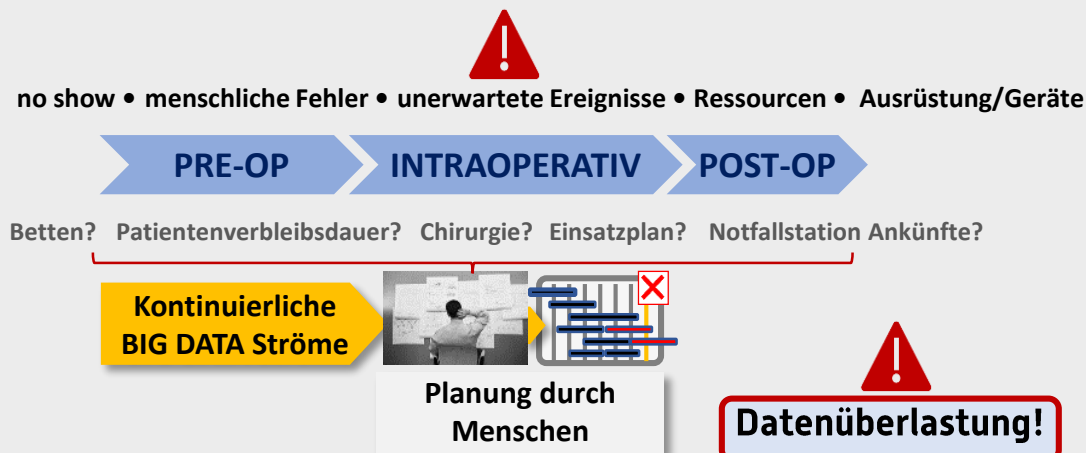 no show • menschliche Fehler • unerwartete Ereignisse • Ressourcen • Ausrüstung/Geräte
PRE-OP INTRAOPERATIV POST-OP
Betten? Patientenverbleibsdauer? Chirurgie? Einsatzplan? Notfallstation Ankünfte?
Kontinuierliche
BIG DATA Ströme
Planung durch
Menschen
Datenüberlastung!